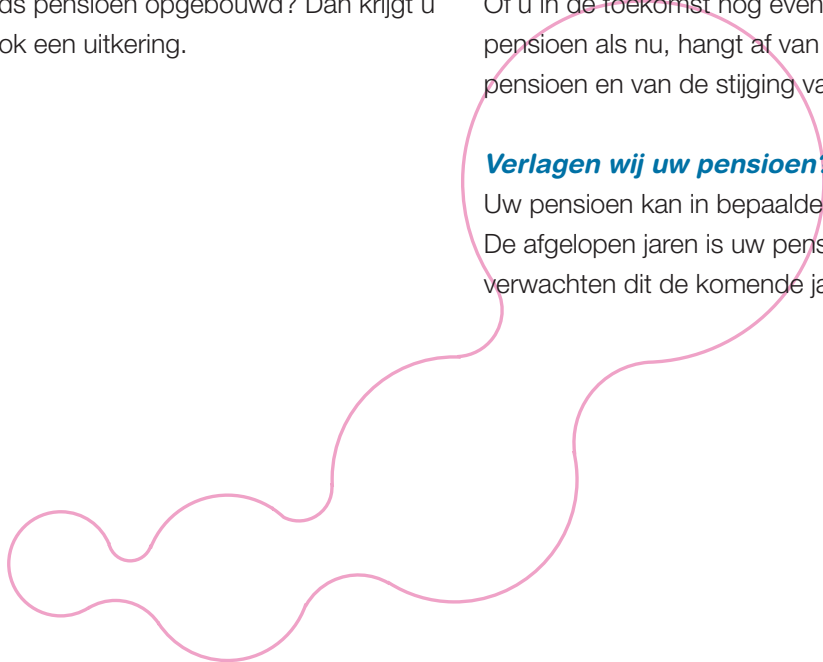 ds pensioen opgebouwd? Dan krijgt u
ok een uitkering.
Of u in de toekomst nog even
pensioen als nu, hangt af van
pensioen en van de stijging va
Verlagen wij uw pensioen?
Uw pensioen kan in bepaalde
De afgelopen jaren is uw pens
verwachten dit de komende ja